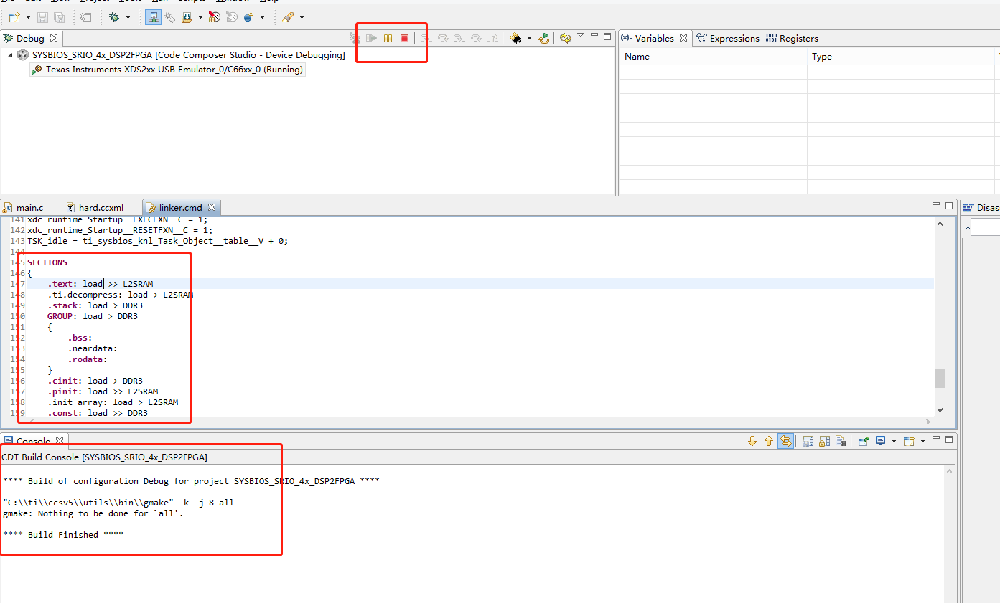 Debug
SYSBIOS_SRIO_4x_DSP2FPGA [Code Composer Studio - Device Debugging]
Texas Instruments XDS2xx USB Emulator_0/C66xx_0 (Running)
(x)= Variables
Expressions
1010 0101 Registers
Name
Type
main.c
hard.ccxml
linker.cmd
Disas
141 xdc_runtime_Startup__EXECFXN__C = 1;
142 xdc_runtime_Startup__RESETFXN__C = 1;
143 TSK_idle = ti_sysbios_knl_Task_Object__table__V + 0;
144
145 SECTIONS
146 {
147 .text: load >> L2SRAM
148 .ti.decompress: load > L2SRAM
149 .stack: load > DDR3
150 GROUP: load > DDR3
151 {
152 .bss:
153 .neardata:
154 .rodata:
155 }
156 .cinit: load > DDR3
157 .pinit: load >> L2SRAM
158 .init_array: load > L2SRAM
159 .const: load >> DDR3
Console
CDT Build Console [SYSBIOS_SRIO_4x_DSP2FPGA]
**** Build of configuration Debug for project SYSBIOS_SRIO_4x_DSP2FPGA ****
"C:\\ti\\ccsv5\\utils\\bin\\gmake" -k -j 8 all
gmake: Nothing to be done for `all'.
**** Build Finished ****